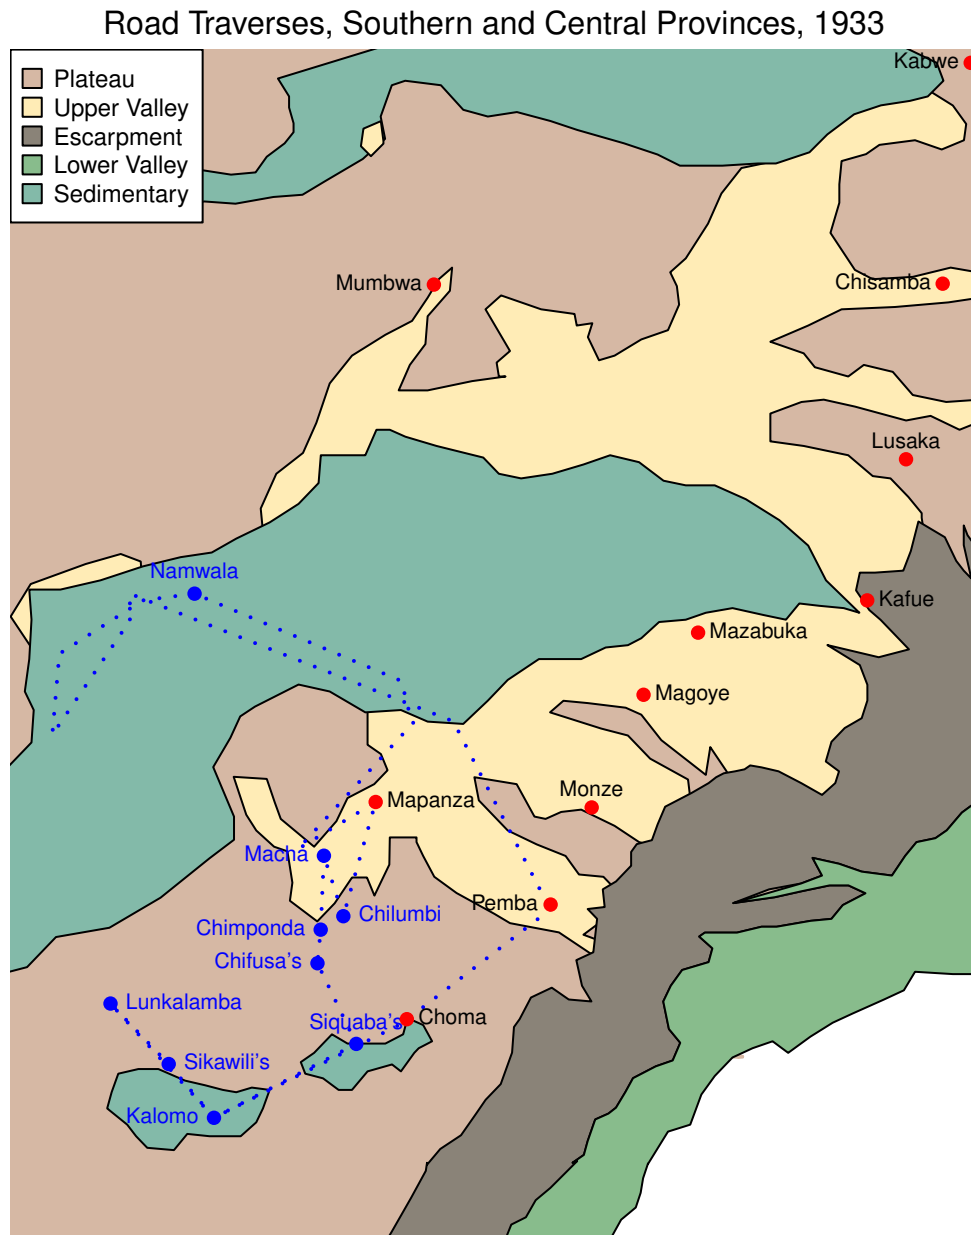 Road Traverses, Southern and Central Provinces, 1933
Kabwe
Plateau
Upper Valley
Escarpment
Lower Valley
Sedimentary
Mumbwa
Chisamba
Lusaka
Namwala
Kafue
Mazabuka
Magoye
Monze
Mapanza
Macha
Pemba
Chilumbi
Chimponda
Chifusa's
Lunkalamba
Siquaba's
Choma
Sikawili's
Kalomo